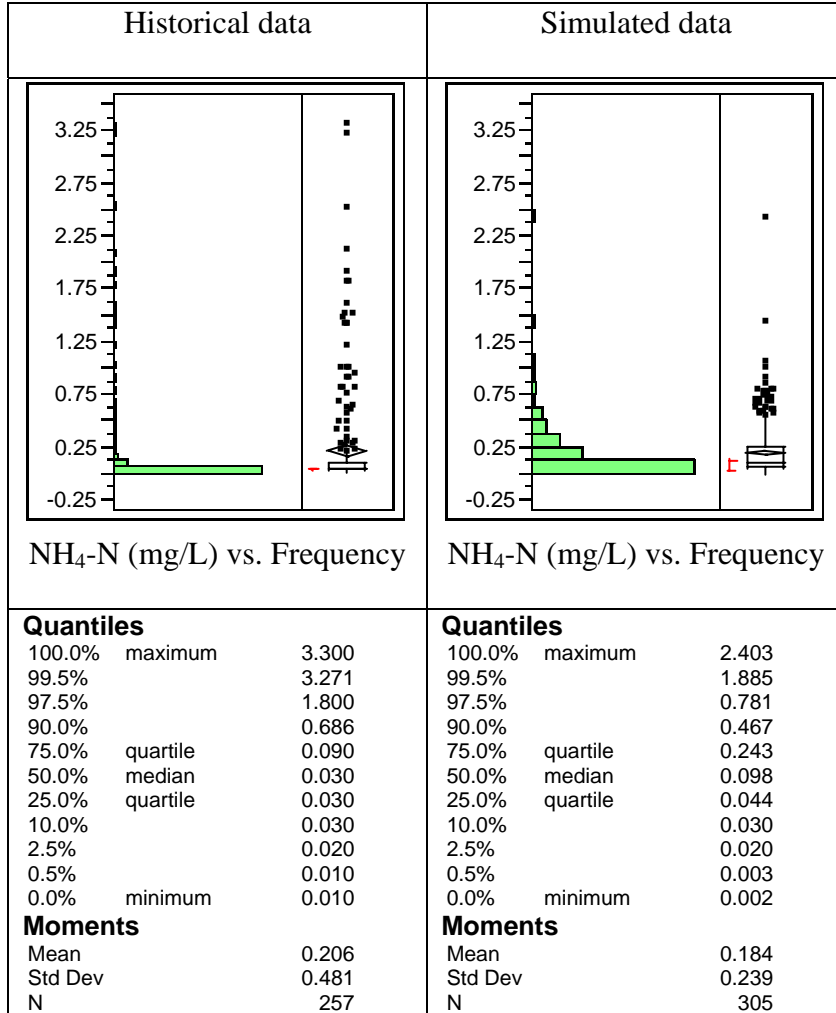 Historical data
3.25
2.75
2.25
1.75
1.25
0.75
0.25
-0.25
NH₄-N (mg/L) vs. Frequency
Quantiles
100.0% maximum 3.300
99.5% 3.271
97.5% 1.800
90.0% 0.686
75.0% quartile 0.090
50.0% median 0.030
25.0% quartile 0.030
10.0% 0.030
2.5% 0.020
0.5% 0.010
0.0% minimum 0.010
Moments
Mean 0.206
Std Dev 0.481
N 257
Simulated data
3.25
2.75
2.25
1.75
1.25
0.75
0.25
-0.25
NH₄-N (mg/L) vs. Frequency
Quantiles
100.0% maximum 2.403
99.5% 1.885
97.5% 0.781
90.0% 0.467
75.0% quartile 0.243
50.0% median 0.098
25.0% quartile 0.044
10.0% 0.030
2.5% 0.020
0.5% 0.003
0.0% minimum 0.002
Moments
Mean 0.184
Std Dev 0.239
N 305